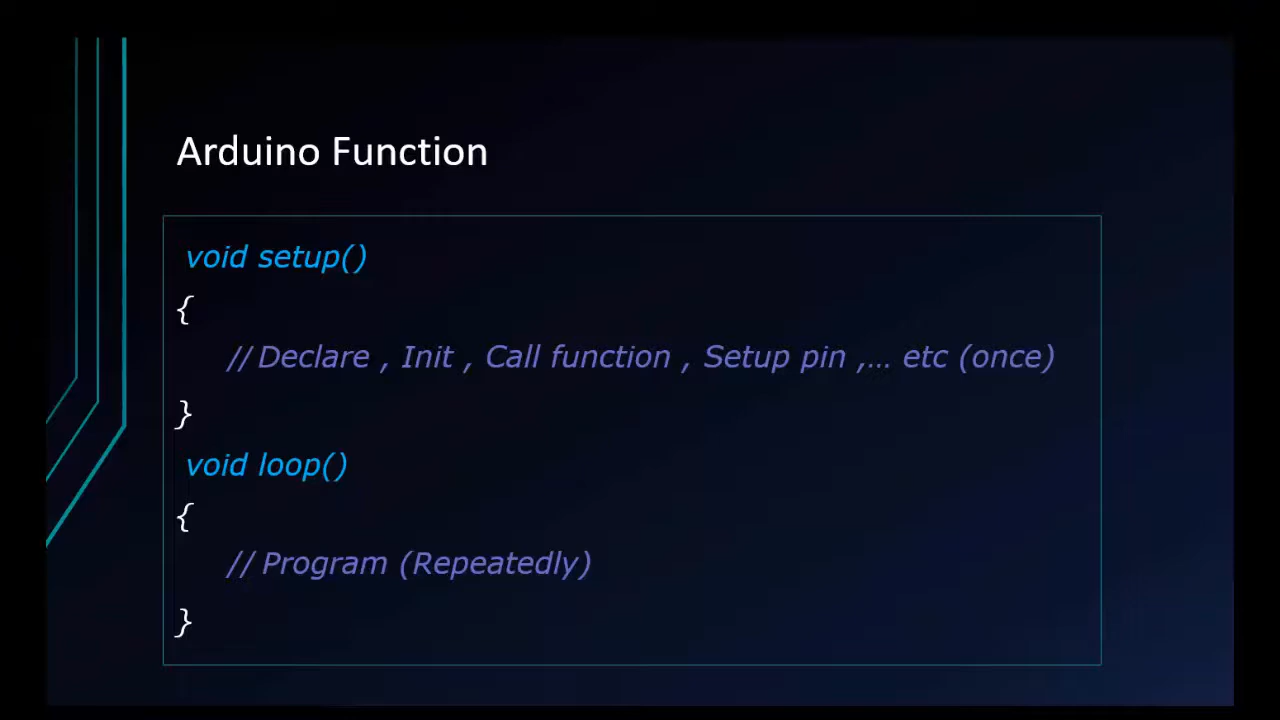 Arduino Function
void setup()
{
// Declare , Init , Call function , Setup pin ,... etc (once)
}
void loop()
{
// Program (Repeatedly)
}